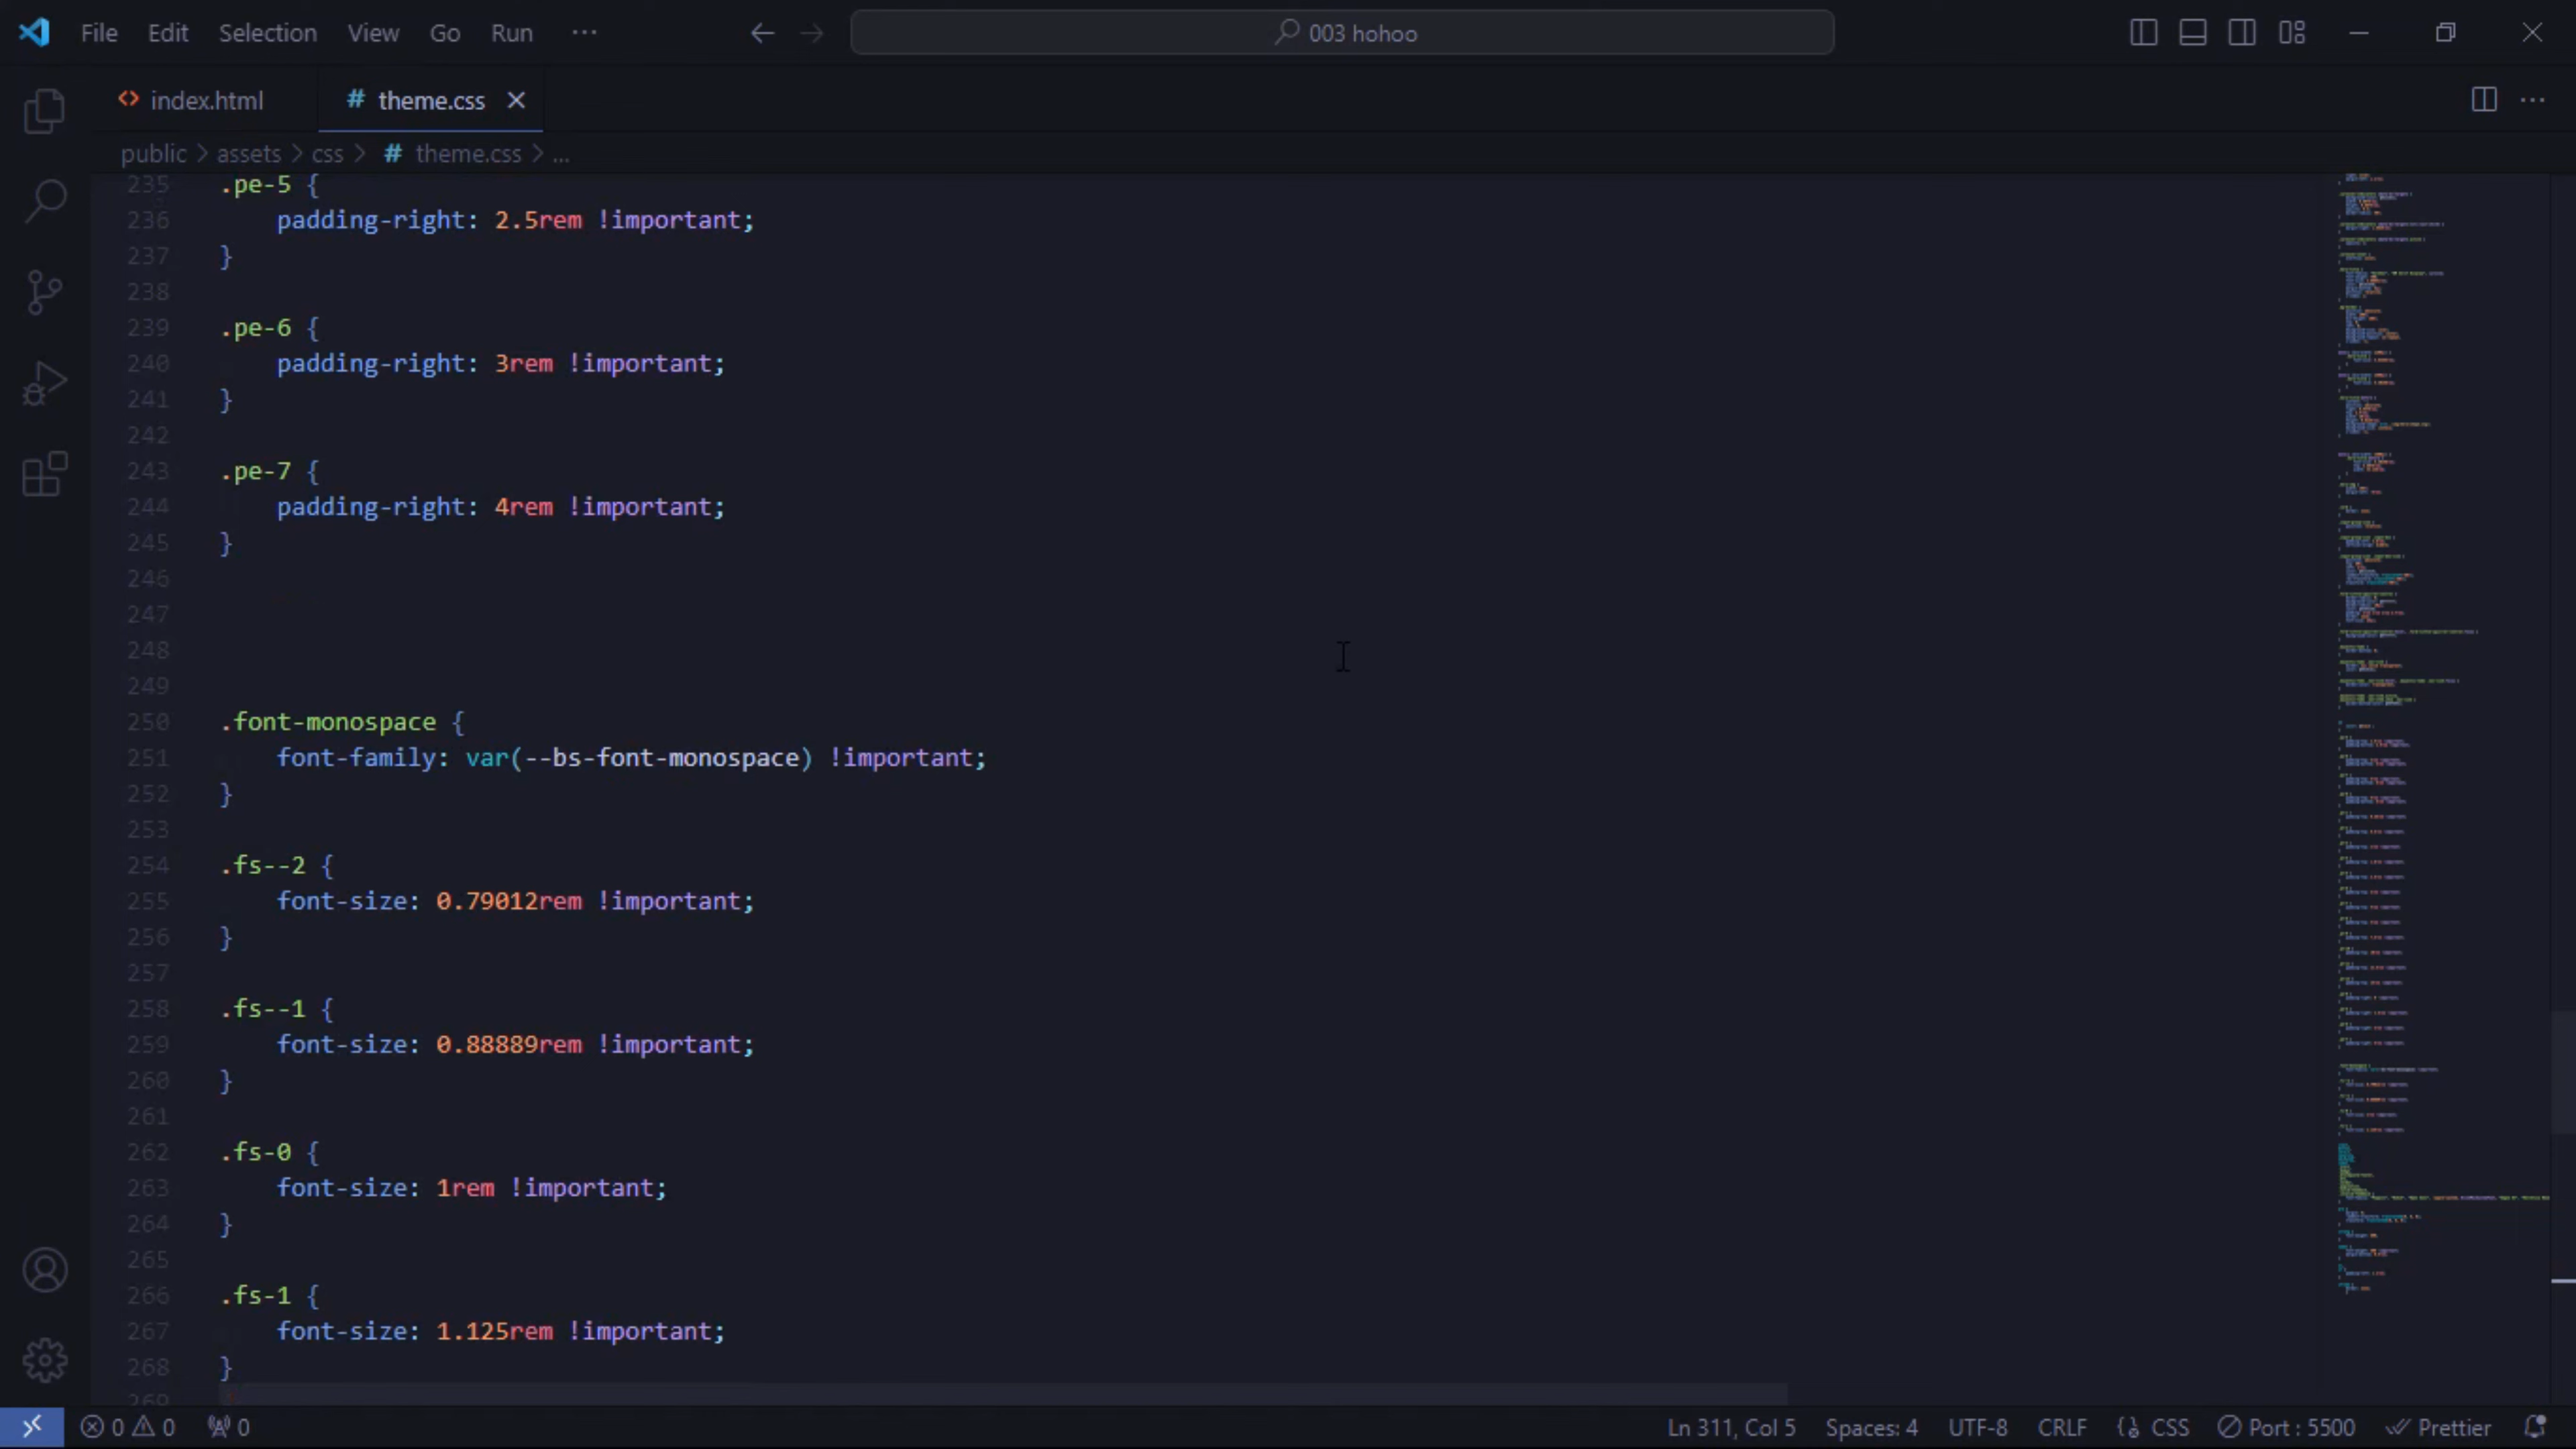 File Edit Selection View Go Run ··· 003 hohoo
index.html # theme.css
public > assets > css > # theme.css > ...
235 .pe-5 {
236 padding-right: 2.5rem !important;
237 }
238
239 .pe-6 {
240 padding-right: 3rem !important;
241 }
242
243 .pe-7 {
244 padding-right: 4rem !important;
245 }
246
247
248
249
250 .font-monospace {
251 font-family: var(--bs-font-monospace) !important;
252 }
253
254 .fs--2 {
255 font-size: 0.79012rem !important;
256 }
257
258 .fs--1 {
259 font-size: 0.88889rem !important;
260 }
261
262 .fs-0 {
263 font-size: 1rem !important;
264 }
265
266 .fs-1 {
267 font-size: 1.125rem !important;
268 }
269
0 0 0 Ln 311, Col 5 Spaces: 4 UTF-8 CRLF CSS Port : 5500 Prettier